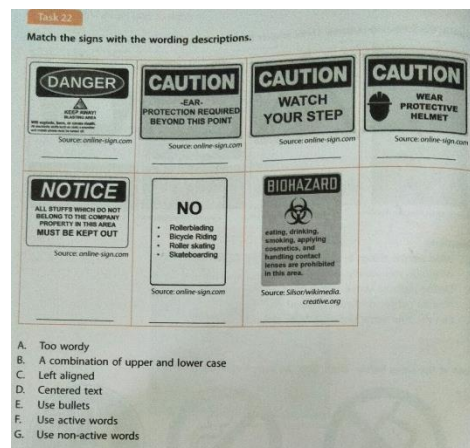 Task 22
Match the signs with the wording descriptions.
DANGER
KEEP AWAY!
BLASTING AREA
Source: online-sign.com
CAUTION
-EAR-
PROTECTION REQUIRED
BEYOND THIS POINT
Source: online-sign.com
CAUTION
WATCH
YOUR STEP
Source: online-sign.com
CAUTION
WEAR
PROTECTIVE
HELMET
Source: online-sign.com
NOTICE
ALL STUFFS WHICH DO NOT
BELONG TO THE COMPANY
PROPERTY IN THIS AREA
MUST BE KEPT OUT
Source: online-sign.com
NO
• Rollerblading
• Bicycle Riding
• Roller skating
• Skateboarding
Source: online-sign.com
BIOHAZARD
eating, drinking,
smoking, applying
cosmetics, and
handling contact
lenses are prohibited
in this area.
Source: Silsor/wikimedia.
creative.org
A. Too wordy
B. A combination of upper and lower case
C. Left aligned
D. Centered text
E. Use bullets
F. Use active words
G. Use non-active words